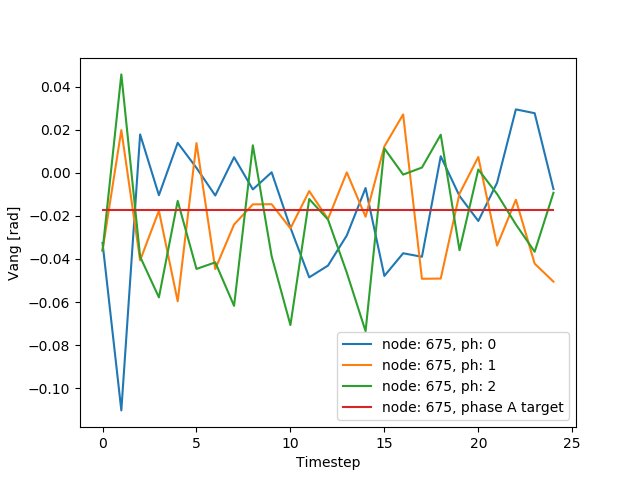 0.04
0.02
0.00
−0.02
−0.04
−0.06
−0.08
−0.10
Vang [rad]
node: 675, ph: 0
node: 675, ph: 1
node: 675, ph: 2
node: 675, phase A target
0 5 10 15 20 25
Timestep